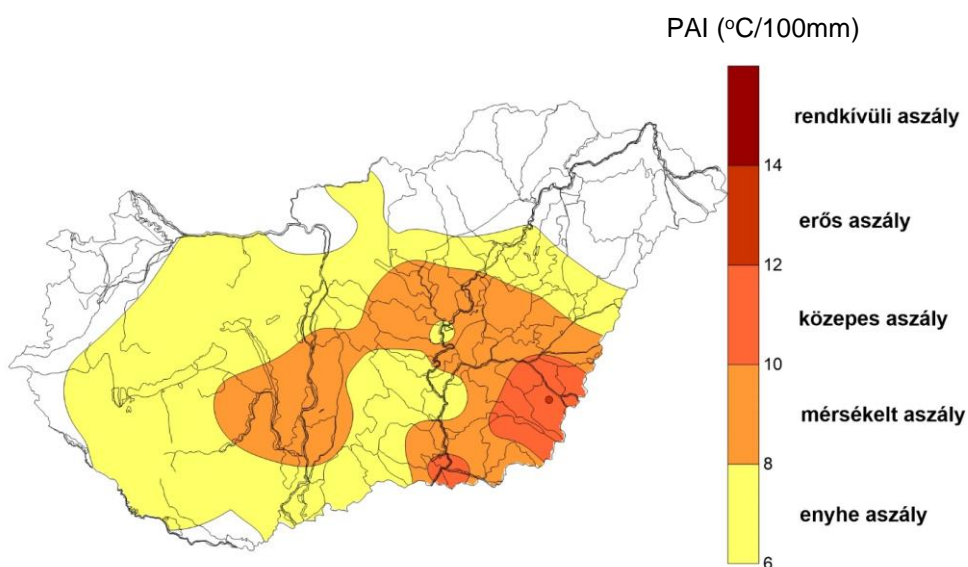 PAI (°C/100mm)
rendkívüli aszály
14
erős aszály
12
közepes aszály
10
mérsékelt aszály
8
enyhe aszály
6